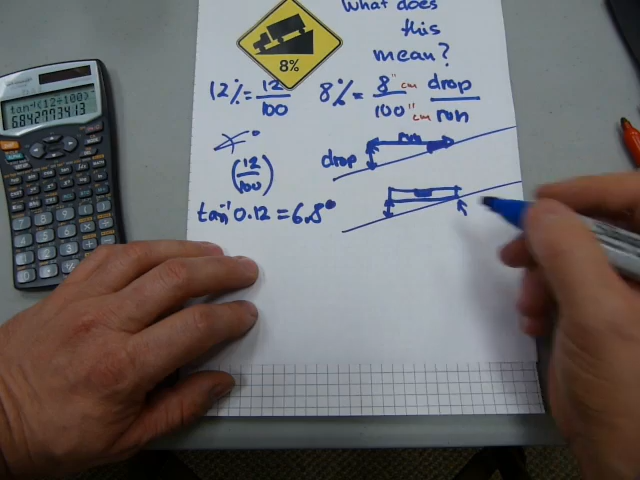 What does
this
mean?
8%
12% = 12/100
8% = 8" cm / 100" cm drop / run
∡°
(12/100)
tan⁻¹ 0.12 = 6.8°
run
drop
tan⁻¹(12÷100)
6.842773413